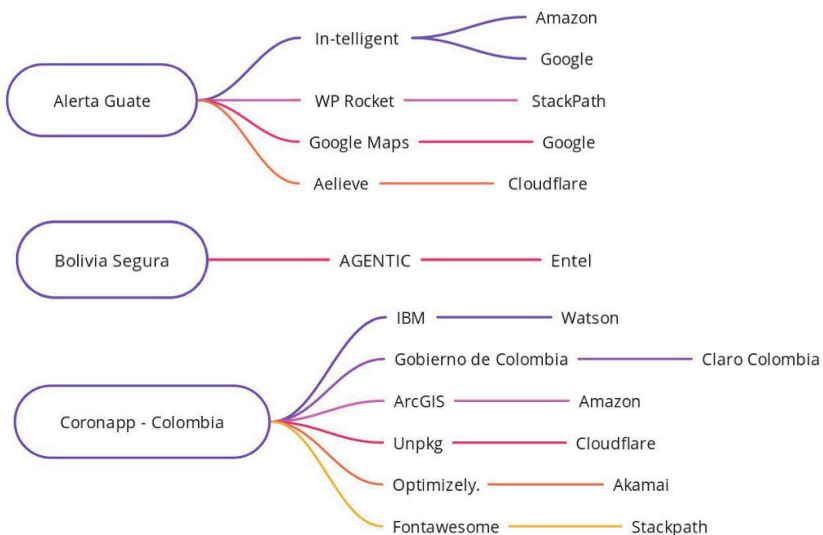 Alerta Guate
In-telligent
Amazon
Google
WP Rocket
StackPath
Google Maps
Google
Aelieve
Cloudflare
Bolivia Segura
AGENTIC
Entel
Coronapp - Colombia
IBM
Watson
Gobierno de Colombia
Claro Colombia
ArcGIS
Amazon
Unpkg
Cloudflare
Optimizely.
Akamai
Fontawesome
Stackpath